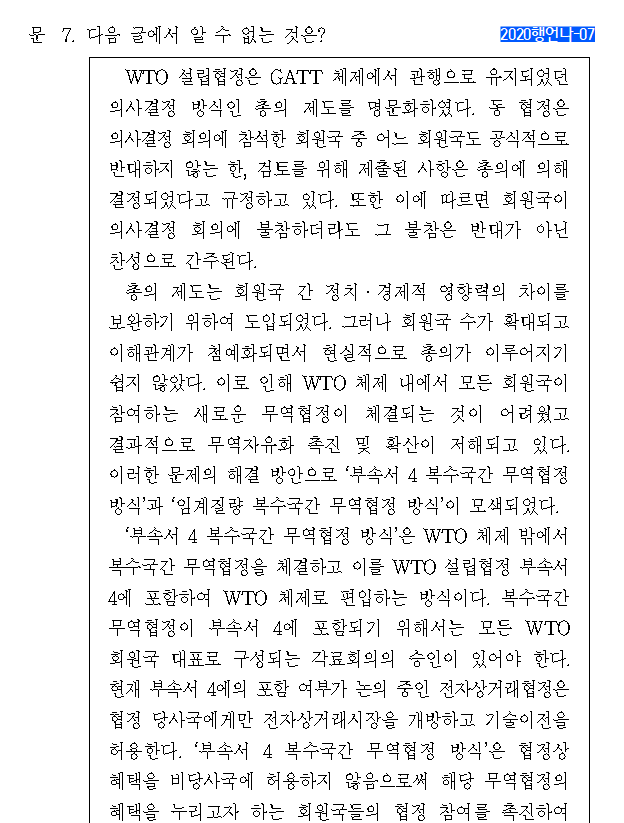 문 7. 다음 글에서 알 수 없는 것은?
2020행언나-07
WTO 설립협정은 GATT 체제에서 관행으로 유지되었던
의사결정 방식인 총의 제도를 명문화하였다. 동 협정은
의사결정 회의에 참석한 회원국 중 어느 회원국도 공식적으로
반대하지 않는 한, 검토를 위해 제출된 사항은 총의에 의해
결정되었다고 규정하고 있다. 또한 이에 따르면 회원국이
의사결정 회의에 불참하더라도 그 불참은 반대가 아닌
찬성으로 간주된다.
총의 제도는 회원국 간 정치·경제적 영향력의 차이를
보완하기 위하여 도입되었다. 그러나 회원국 수가 확대되고
이해관계가 첨예화되면서 현실적으로 총의가 이루어지기
쉽지 않았다. 이로 인해 WTO 체제 내에서 모든 회원국이
참여하는 새로운 무역협정이 체결되는 것이 어려웠고
결과적으로 무역자유화 촉진 및 확산이 저해되고 있다.
이러한 문제의 해결 방안으로 ‘부속서 4 복수국간 무역협정
방식’과 ‘임계질량 복수국간 무역협정 방식’이 모색되었다.
‘부속서 4 복수국간 무역협정 방식’은 WTO 체제 밖에서
복수국간 무역협정을 체결하고 이를 WTO 설립협정 부속서
4에 포함하여 WTO 체제로 편입하는 방식이다. 복수국간
무역협정이 부속서 4에 포함되기 위해서는 모든 WTO
회원국 대표로 구성되는 각료회의의 승인이 있어야 한다.
현재 부속서 4에의 포함 여부가 논의 중인 전자상거래협정은
협정 당사국에게만 전자상거래시장을 개방하고 기술이전을
허용한다. ‘부속서 4 복수국간 무역협정 방식’은 협정상
혜택을 비당사국에 허용하지 않음으로써 해당 무역협정의
혜택을 누리고자 하는 회원국들의 협정 참여를 촉진하여